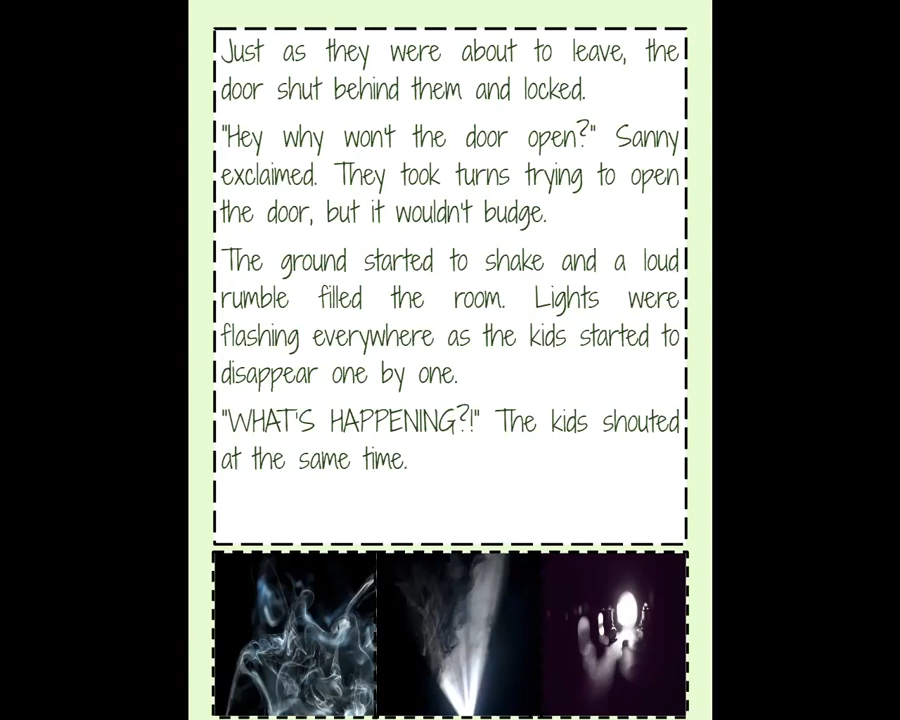 Just as they were about to leave, the
door shut behind them and locked.
"Hey why won't the door open?" Sanny
exclaimed. They took turns trying to open
the door, but it wouldn't budge.
The ground started to shake and a loud
rumble filled the room. Lights were
flashing everywhere as the kids started to
disappear one by one.
"WHAT'S HAPPENING?!" The kids shouted
at the same time.